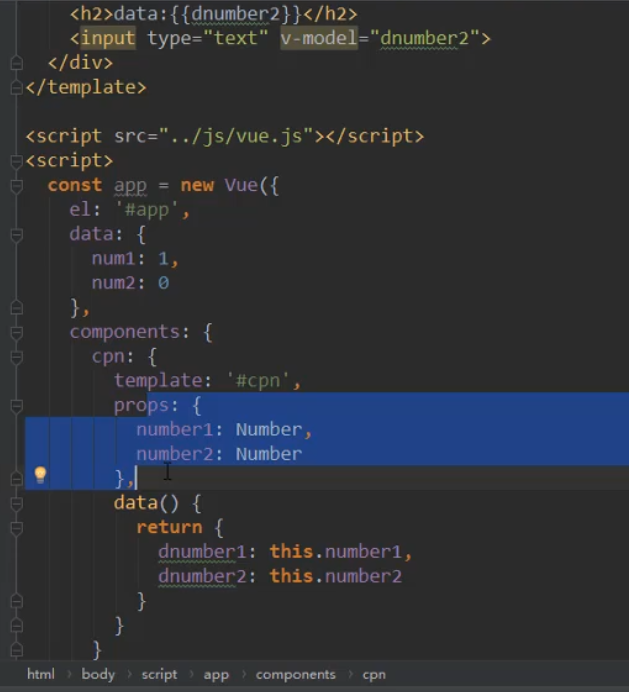 <h2>data:{{dnumber2}}</h2>
<input type="text" v-model="dnumber2">
</div>
</template>
<script src="../js/vue.js"></script>
<script>
const app = new Vue({
el: '#app',
data: {
num1: 1,
num2: 0
},
components: {
cpn: {
template: '#cpn',
props: {
number1: Number,
number2: Number
},
data() {
return {
dnumber1: this.number1,
dnumber2: this.number2
}
}
}
html › body › script › app › components › cpn